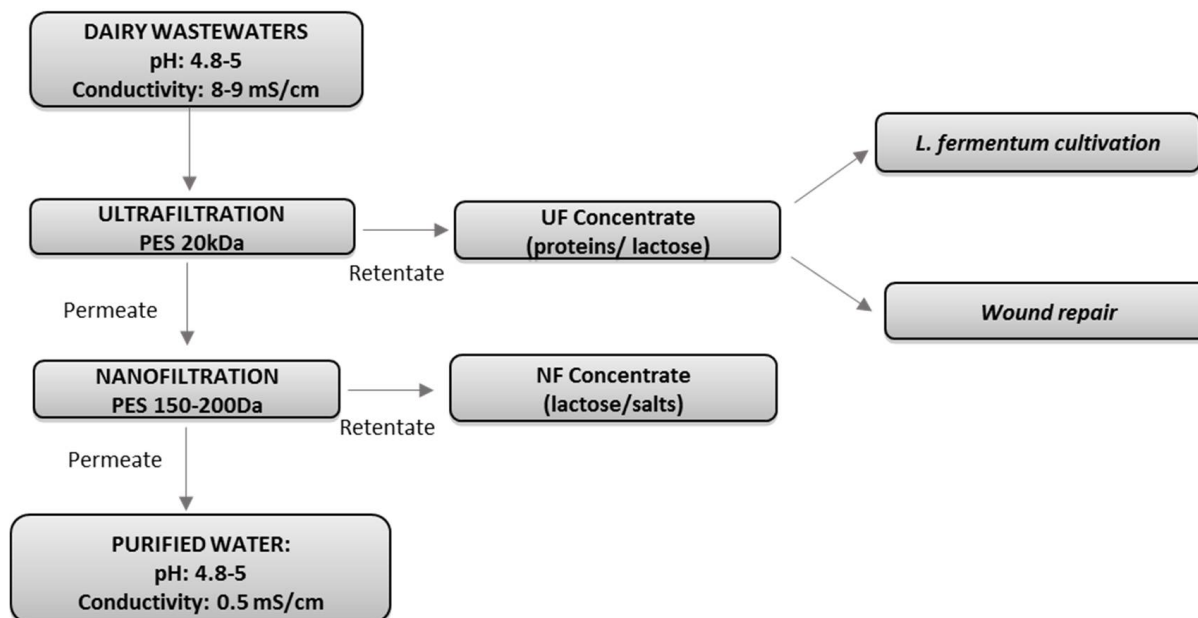 DAIRY WASTEWATERS
pH: 4.8-5
Conductivity: 8-9 mS/cm
L. fermentum cultivation
ULTRAFILTRATION
PES 20kDa
UF Concentrate
(proteins/ lactose)
Retentate
Permeate
Wound repair
NANOFILTRATION
PES 150-200Da
NF Concentrate
(lactose/salts)
Retentate
Permeate
PURIFIED WATER:
pH: 4.8-5
Conductivity: 0.5 mS/cm